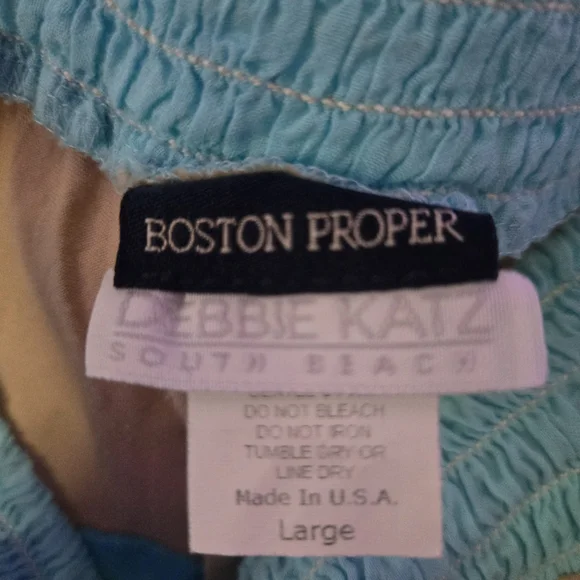 BOSTON PROPER
DEBBIE KATZ
SOUTH BEACH
DO NOT BLEACH
DO NOT IRON
TUMBLE DRY OR
LINE DRY
Made In U.S.A.
Large